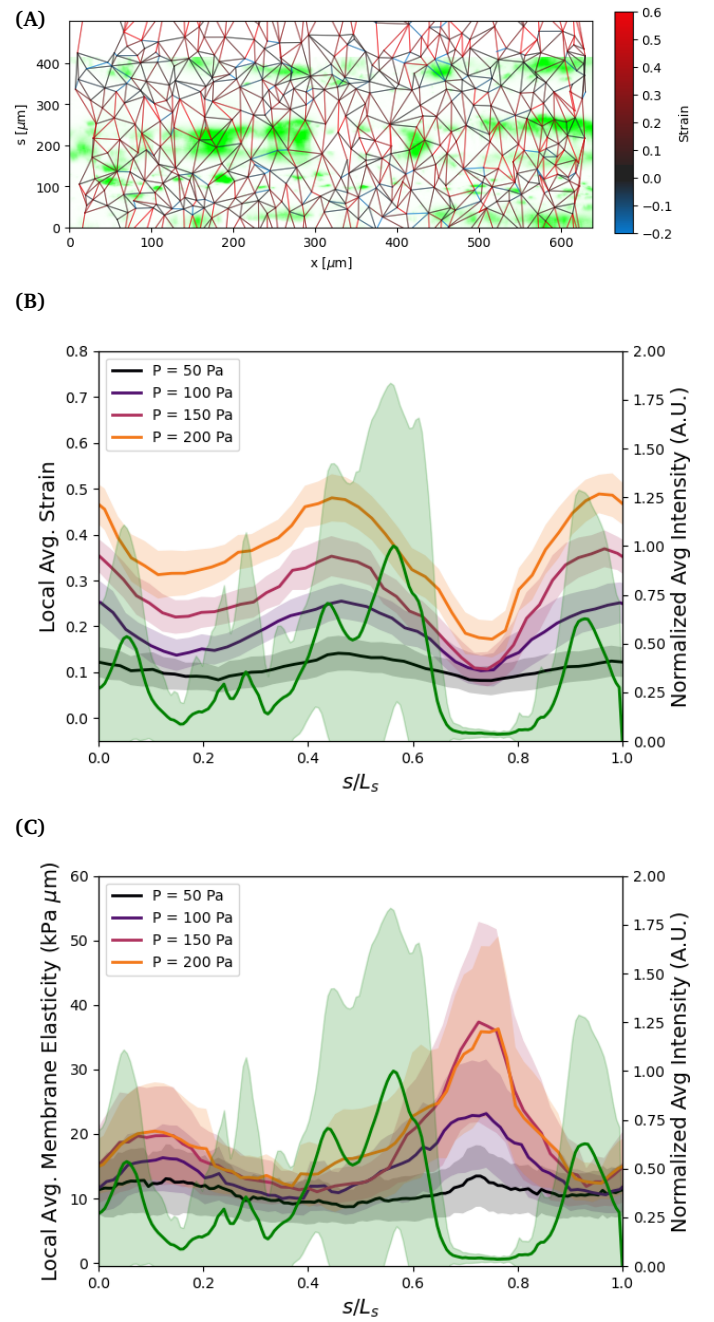 (A)
400
300
200
100
0
s [μm]
0 100 200 300 400 500 600
x [μm]
0.6
0.5
0.4
0.3
0.2
0.1
0.0
−0.1
−0.2
Strain
(B)
P = 50 Pa
P = 100 Pa
P = 150 Pa
P = 200 Pa
0.8
0.7
0.6
0.5
0.4
0.3
0.2
0.1
0.0
Local Avg. Strain
2.00
1.75
1.50
1.25
1.00
0.75
0.50
0.25
0.00
Normalized Avg Intensity (A.U.)
0.0 0.2 0.4 0.6 0.8 1.0
s/Ls
(C)
P = 50 Pa
P = 100 Pa
P = 150 Pa
P = 200 Pa
60
50
40
30
20
10
0
Local Avg. Membrane Elasticity (kPa μm)
2.00
1.75
1.50
1.25
1.00
0.75
0.50
0.25
0.00
Normalized Avg Intensity (A.U.)
0.0 0.2 0.4 0.6 0.8 1.0
s/Ls